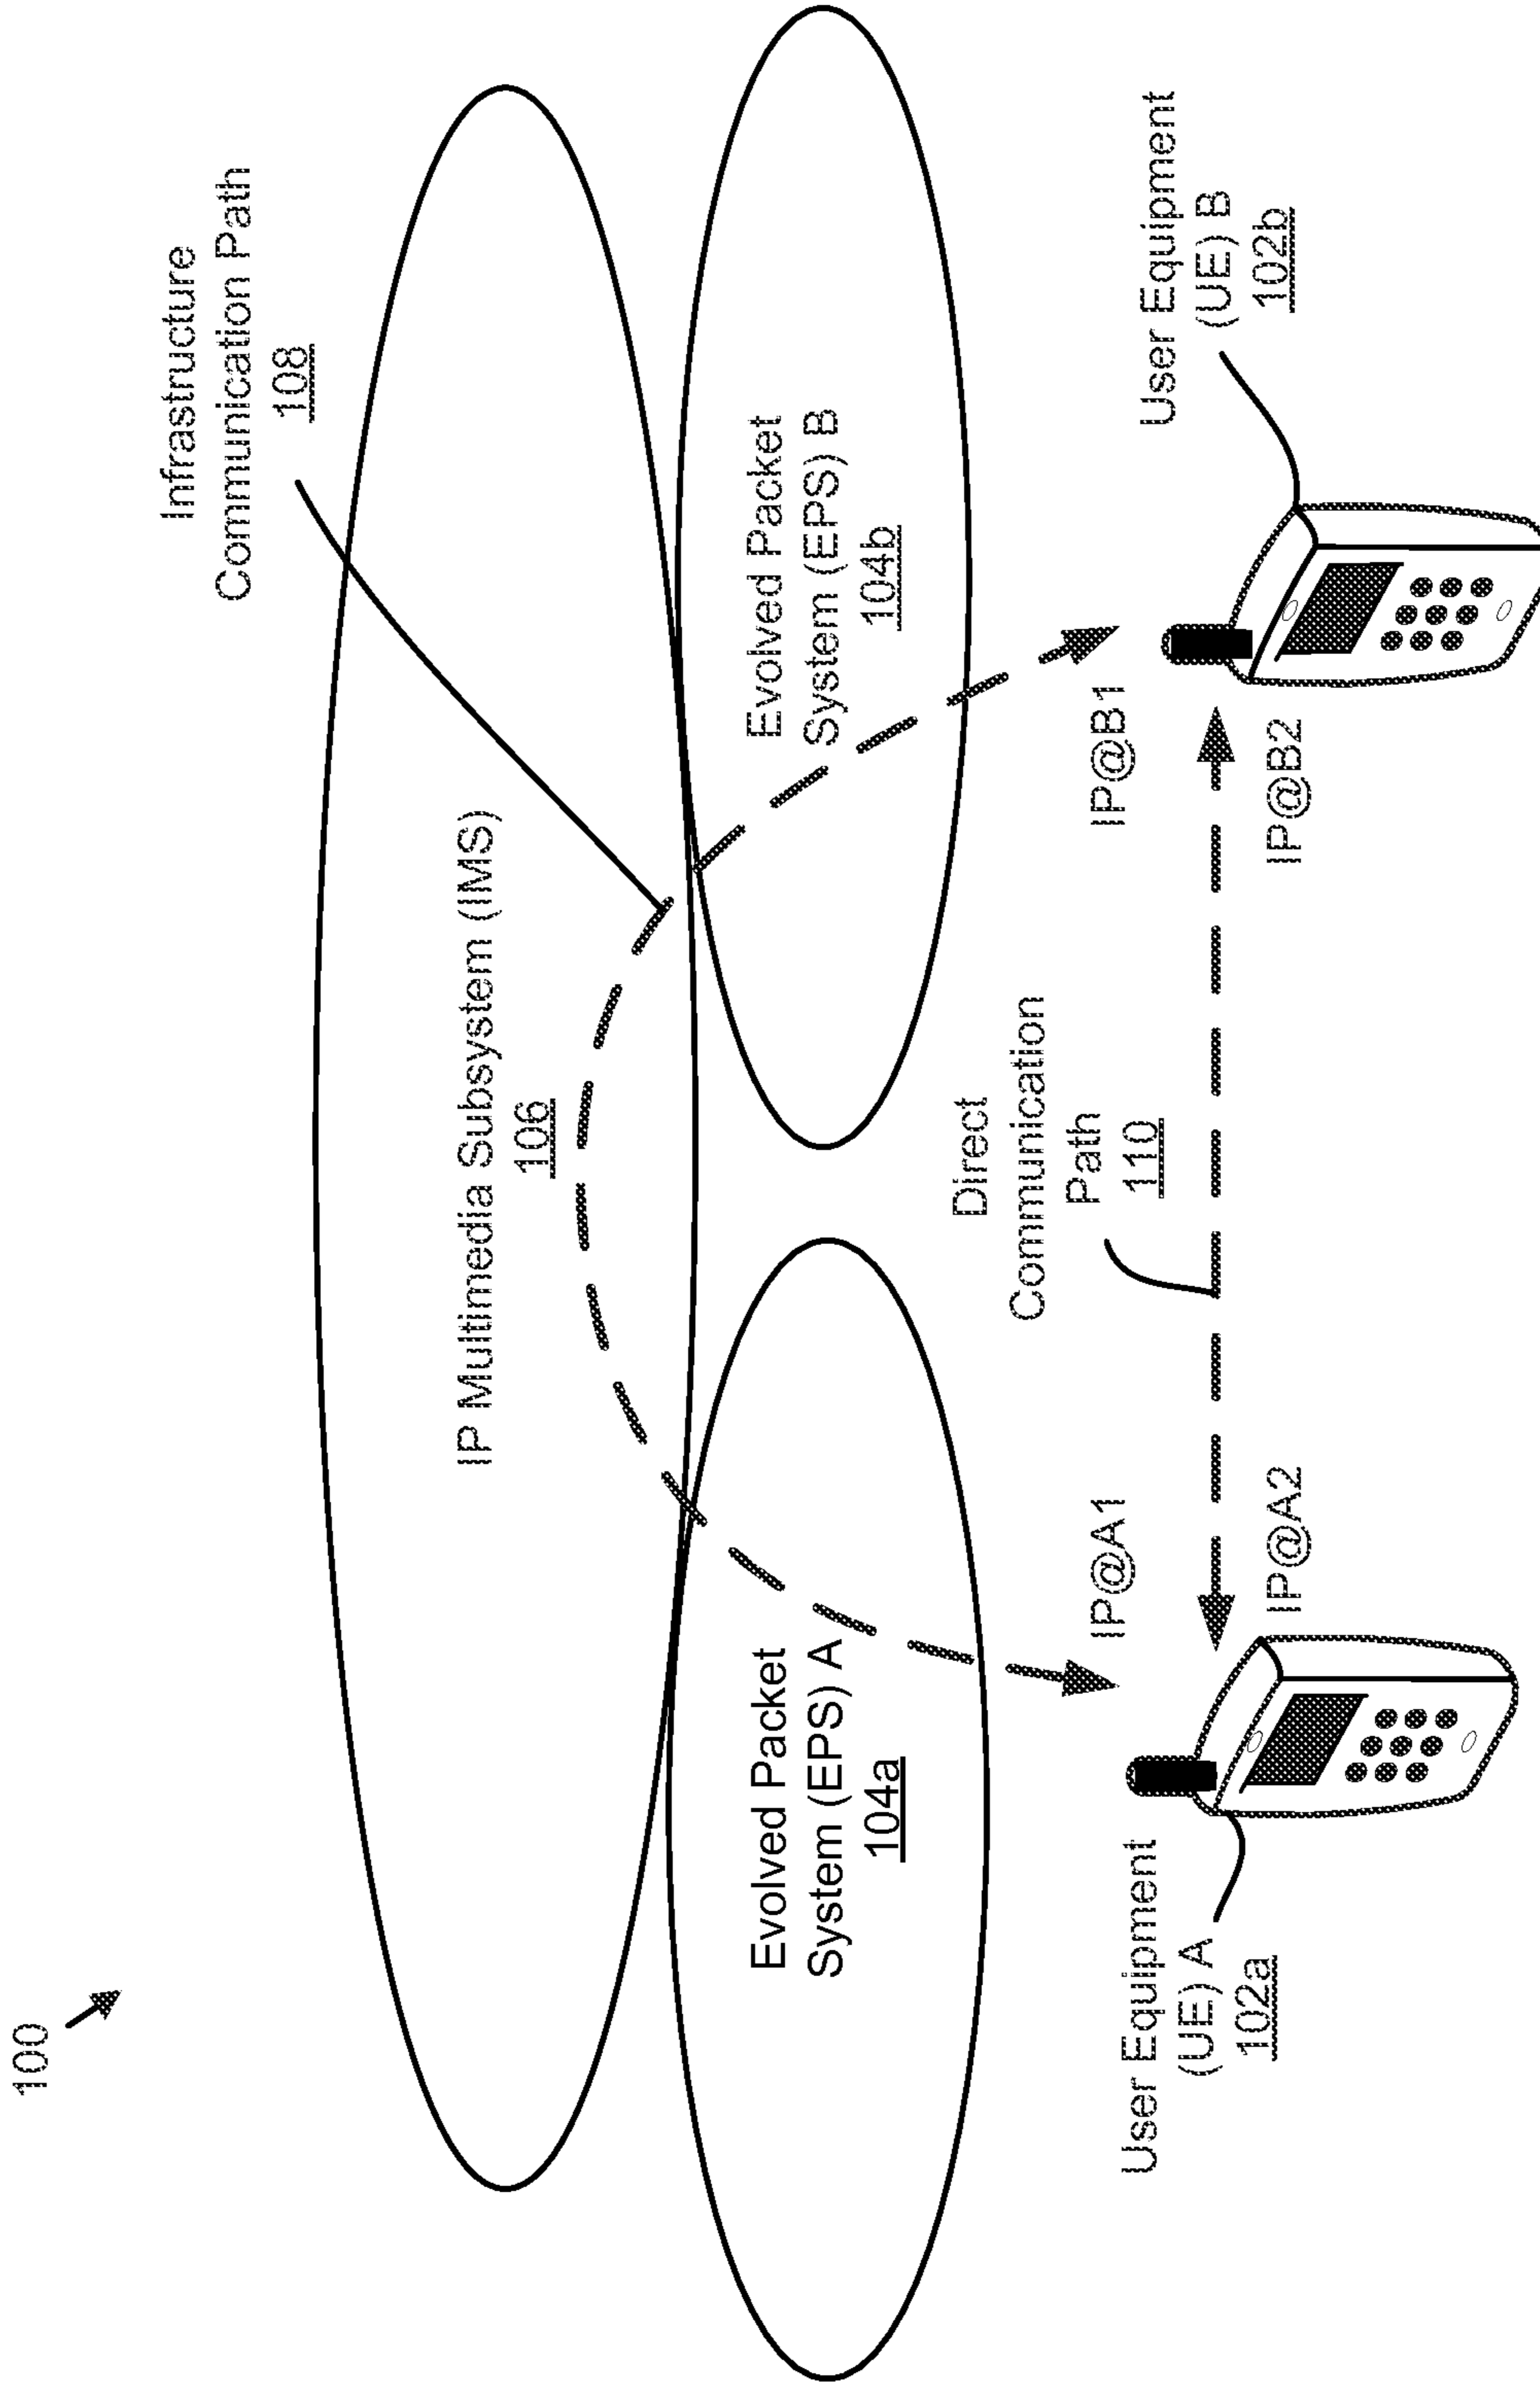 100
Infrastructure
Communication Path
108
IP Multimedia Subsystem (IMS)
106
Evolved Packet
System (EPS) A
104a
Evolved Packet
System (EPS) B
104b
Direct
Communication
Path
110
IP@A1
IP@B1
IP@A2
IP@B2
User Equipment
(UE) A
102a
User Equipment
(UE) B
102b